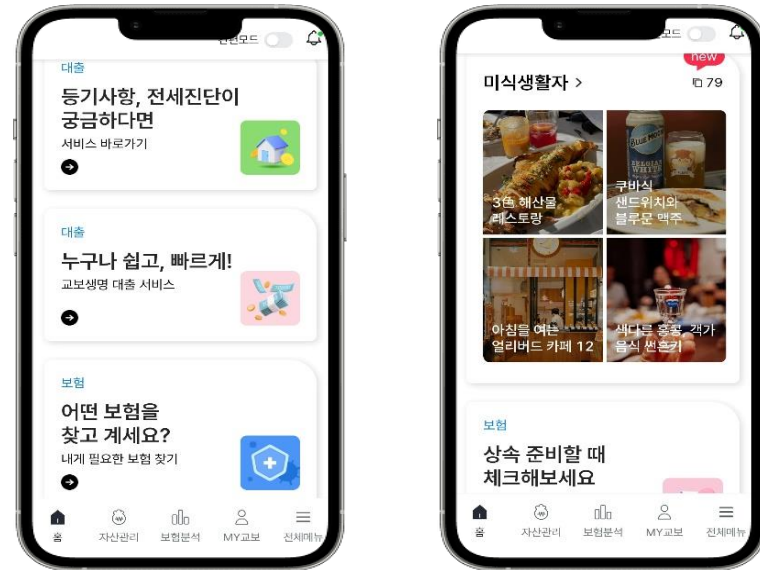 간편모드
대출
등기사항, 전세진단이
궁금하다면
서비스 바로가기
대출
누구나 쉽고, 빠르게!
교보생명 대출 서비스
보험
어떤 보험을
찾고 계세요?
내게 필요한 보험 찾기
홈
자산관리
보험분석
MY교보
전체메뉴
모드
new
미식생활자 >
79
3色 해산물
레스토랑
BLUE MOON
BELGIAN
WHITE
쿠바식
샌드위치와
블루문 맥주
아침을 여는
얼리버드 카페 12
색다른 홍콩, 객가
음식 썬혼키
보험
상속 준비할 때
체크해보세요
홈
자산관리
보험분석
MY교보
전체메뉴